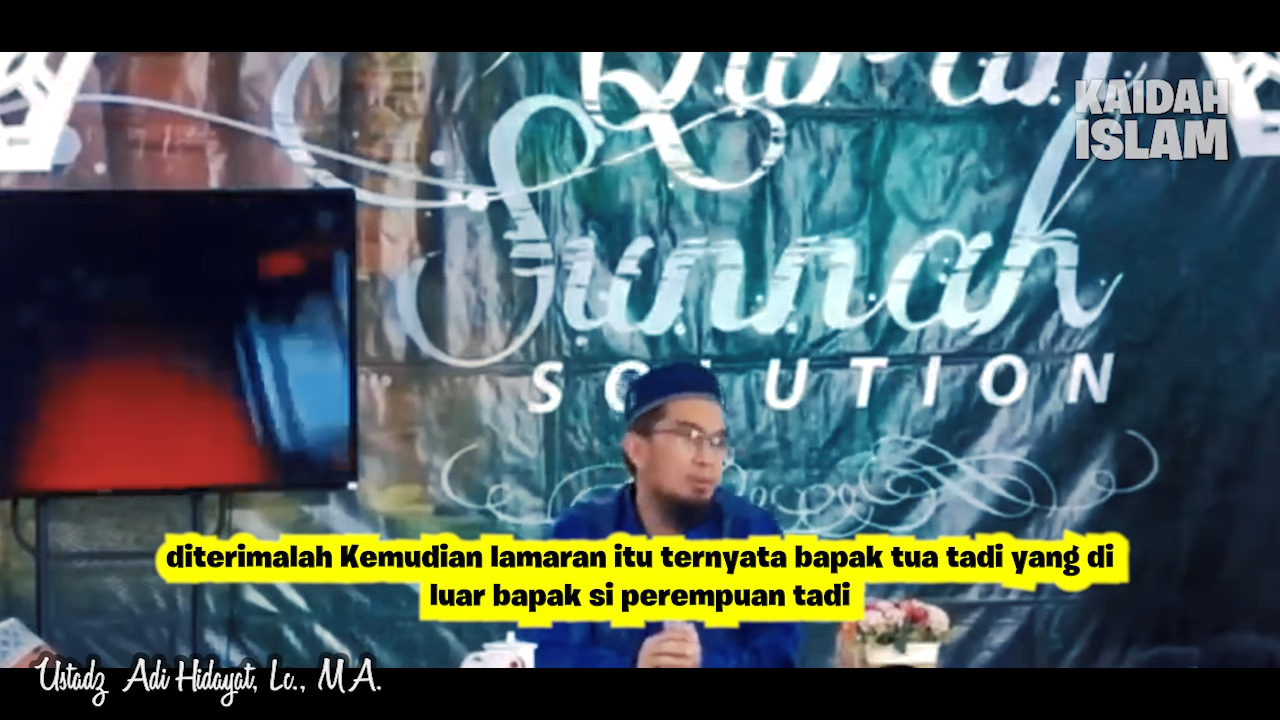 KAIDAH
ISLAM
Sunnah
SOLUTION
diterimalah Kemudian lamaran itu ternyata bapak tua tadi yang di
luar bapak si perempuan tadi
Ustadz Adi Hidayat, Lc., M.A.